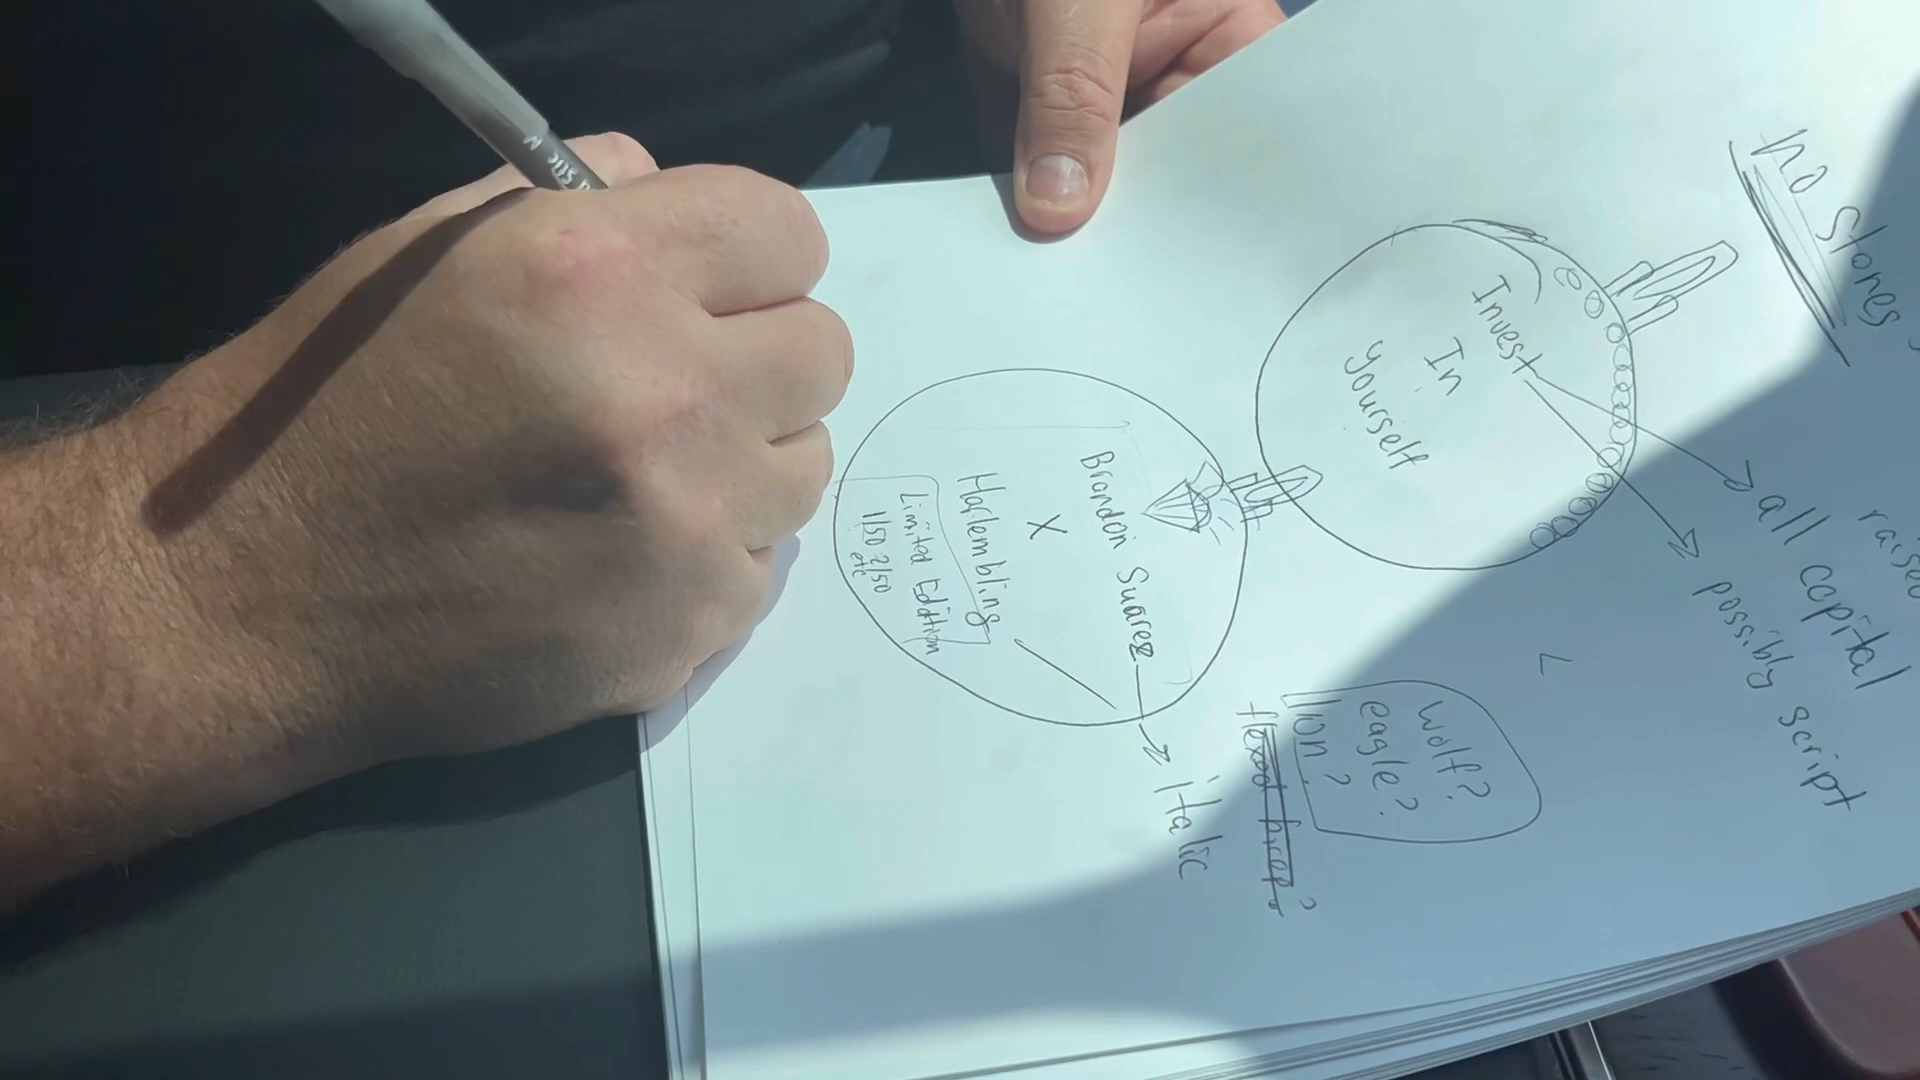 no stones
raised
Invest
In
yourself
all capital
possibly script
wolf?
eagle?
lion?
Brandon Suarez
X
Harlembling
Limited Edition
1/50 2/50
etc
italic